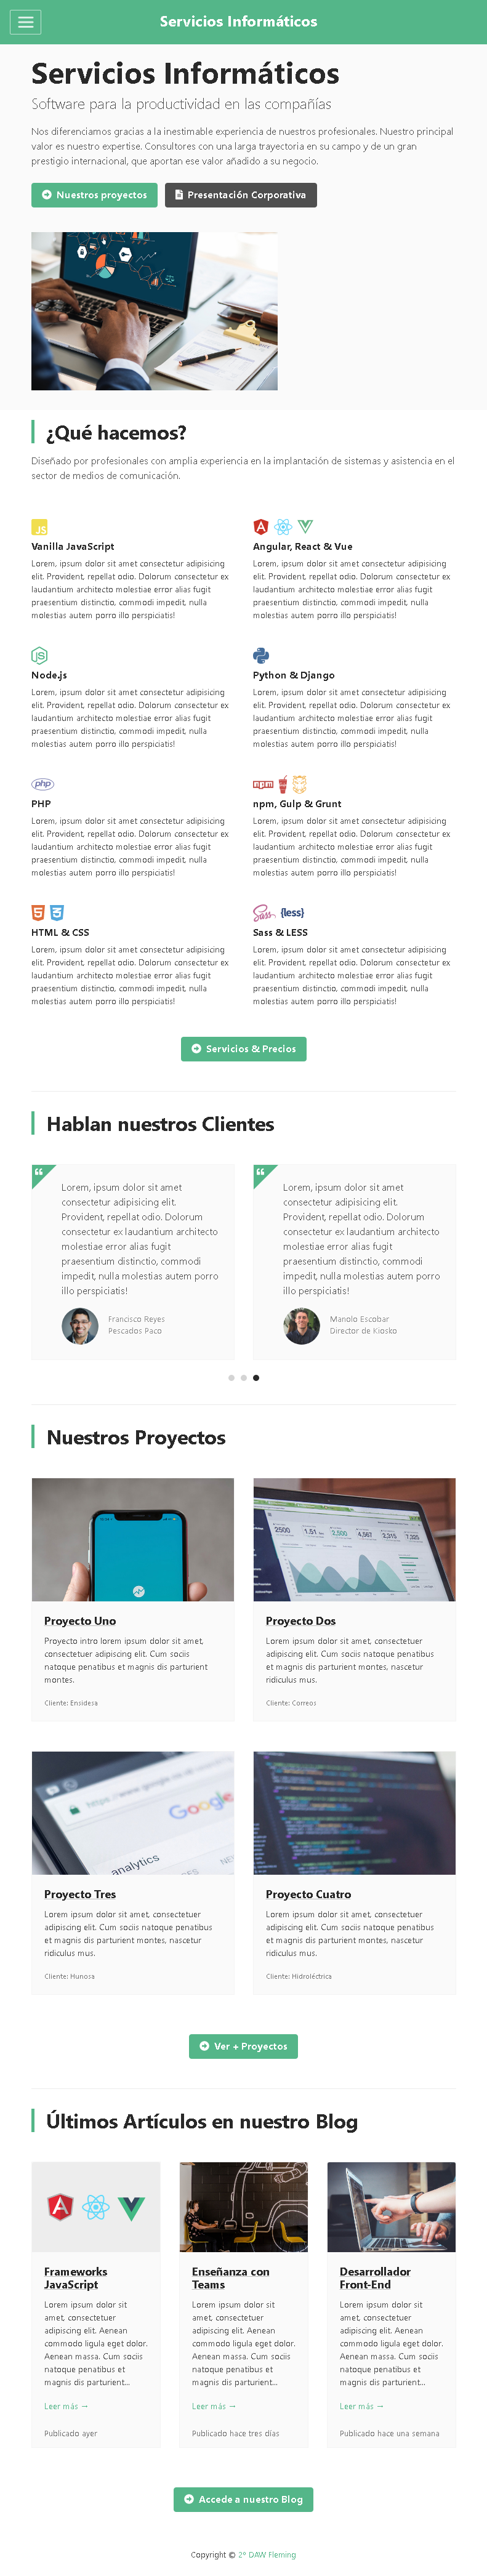 Servicios Informáticos
Servicios Informáticos
Software para la productividad en las compañías
Nos diferenciamos gracias a la inestimable experiencia de nuestros profesionales. Nuestro principal
valor es nuestro expertise. Consultores con una larga trayectoria en su campo y de un gran
prestigio internacional, que aportan ese valor añadido a su negocio.
Nuestros proyectos
Presentación Corporativa
¿Qué hacemos?
Diseñado por profesionales con amplia experiencia en la implantación de sistemas y asistencia en el
sector de medios de comunicación.
JS
Vanilla JavaScript
Lorem, ipsum dolor sit amet consectetur adipisicing
elit. Provident, repellat odio. Dolorum consectetur ex
laudantium architecto molestiae error alias fugit
praesentium distinctio, commodi impedit, nulla
molestias autem porro illo perspiciatis!
Angular, React & Vue
Lorem, ipsum dolor sit amet consectetur adipisicing
elit. Provident, repellat odio. Dolorum consectetur ex
laudantium architecto molestiae error alias fugit
praesentium distinctio, commodi impedit, nulla
molestias autem porro illo perspiciatis!
Node.js
Lorem, ipsum dolor sit amet consectetur adipisicing
elit. Provident, repellat odio. Dolorum consectetur ex
laudantium architecto molestiae error alias fugit
praesentium distinctio, commodi impedit, nulla
molestias autem porro illo perspiciatis!
Python & Django
Lorem, ipsum dolor sit amet consectetur adipisicing
elit. Provident, repellat odio. Dolorum consectetur ex
laudantium architecto molestiae error alias fugit
praesentium distinctio, commodi impedit, nulla
molestias autem porro illo perspiciatis!
php
PHP
Lorem, ipsum dolor sit amet consectetur adipisicing
elit. Provident, repellat odio. Dolorum consectetur ex
laudantium architecto molestiae error alias fugit
praesentium distinctio, commodi impedit, nulla
molestias autem porro illo perspiciatis!
npm
npm, Gulp & Grunt
Lorem, ipsum dolor sit amet consectetur adipisicing
elit. Provident, repellat odio. Dolorum consectetur ex
laudantium architecto molestiae error alias fugit
praesentium distinctio, commodi impedit, nulla
molestias autem porro illo perspiciatis!
HTML & CSS
Lorem, ipsum dolor sit amet consectetur adipisicing
elit. Provident, repellat odio. Dolorum consectetur ex
laudantium architecto molestiae error alias fugit
praesentium distinctio, commodi impedit, nulla
molestias autem porro illo perspiciatis!
Sass {less}
Sass & LESS
Lorem, ipsum dolor sit amet consectetur adipisicing
elit. Provident, repellat odio. Dolorum consectetur ex
laudantium architecto molestiae error alias fugit
praesentium distinctio, commodi impedit, nulla
molestias autem porro illo perspiciatis!
Servicios & Precios
Hablan nuestros Clientes
Lorem, ipsum dolor sit amet
consectetur adipisicing elit.
Provident, repellat odio. Dolorum
consectetur ex laudantium architecto
molestiae error alias fugit
praesentium distinctio, commodi
impedit, nulla molestias autem porro
illo perspiciatis!
Francisco Reyes
Pescados Paco
Lorem, ipsum dolor sit amet
consectetur adipisicing elit.
Provident, repellat odio. Dolorum
consectetur ex laudantium architecto
molestiae error alias fugit
praesentium distinctio, commodi
impedit, nulla molestias autem porro
illo perspiciatis!
Manolo Escobar
Director de Kiosko
Nuestros Proyectos
Proyecto Uno
Proyecto intro lorem ipsum dolor sit amet,
consectetuer adipiscing elit. Cum sociis
natoque penatibus et magnis dis parturient
montes.
Cliente: Ensidesa
2500 1.51 2,500 4,567 2,315 7,325
Proyecto Dos
Lorem ipsum dolor sit amet, consectetuer
adipiscing elit. Cum sociis natoque penatibus
et magnis dis parturient montes, nascetur
ridiculus mus.
Cliente: Correos
Google
analytics
Proyecto Tres
Lorem ipsum dolor sit amet, consectetuer
adipiscing elit. Cum sociis natoque penatibus
et magnis dis parturient montes, nascetur
ridiculus mus.
Cliente: Hunosa
Proyecto Cuatro
Lorem ipsum dolor sit amet, consectetuer
adipiscing elit. Cum sociis natoque penatibus
et magnis dis parturient montes, nascetur
ridiculus mus.
Cliente: Hidroléctrica
Ver + Proyectos
Últimos Artículos en nuestro Blog
Frameworks
JavaScript
Lorem ipsum dolor sit
amet, consectetuer
adipiscing elit. Aenean
commodo ligula eget dolor.
Aenean massa. Cum sociis
natoque penatibus et
magnis dis parturient...
Leer más →
Publicado ayer
Enseñanza con
Teams
Lorem ipsum dolor sit
amet, consectetuer
adipiscing elit. Aenean
commodo ligula eget dolor.
Aenean massa. Cum sociis
natoque penatibus et
magnis dis parturient...
Leer más →
Publicado hace tres días
Desarrollador
Front-End
Lorem ipsum dolor sit
amet, consectetuer
adipiscing elit. Aenean
commodo ligula eget dolor.
Aenean massa. Cum sociis
natoque penatibus et
magnis dis parturient...
Leer más →
Publicado hace una semana
Accede a nuestro Blog
Copyright © 2º DAW Fleming